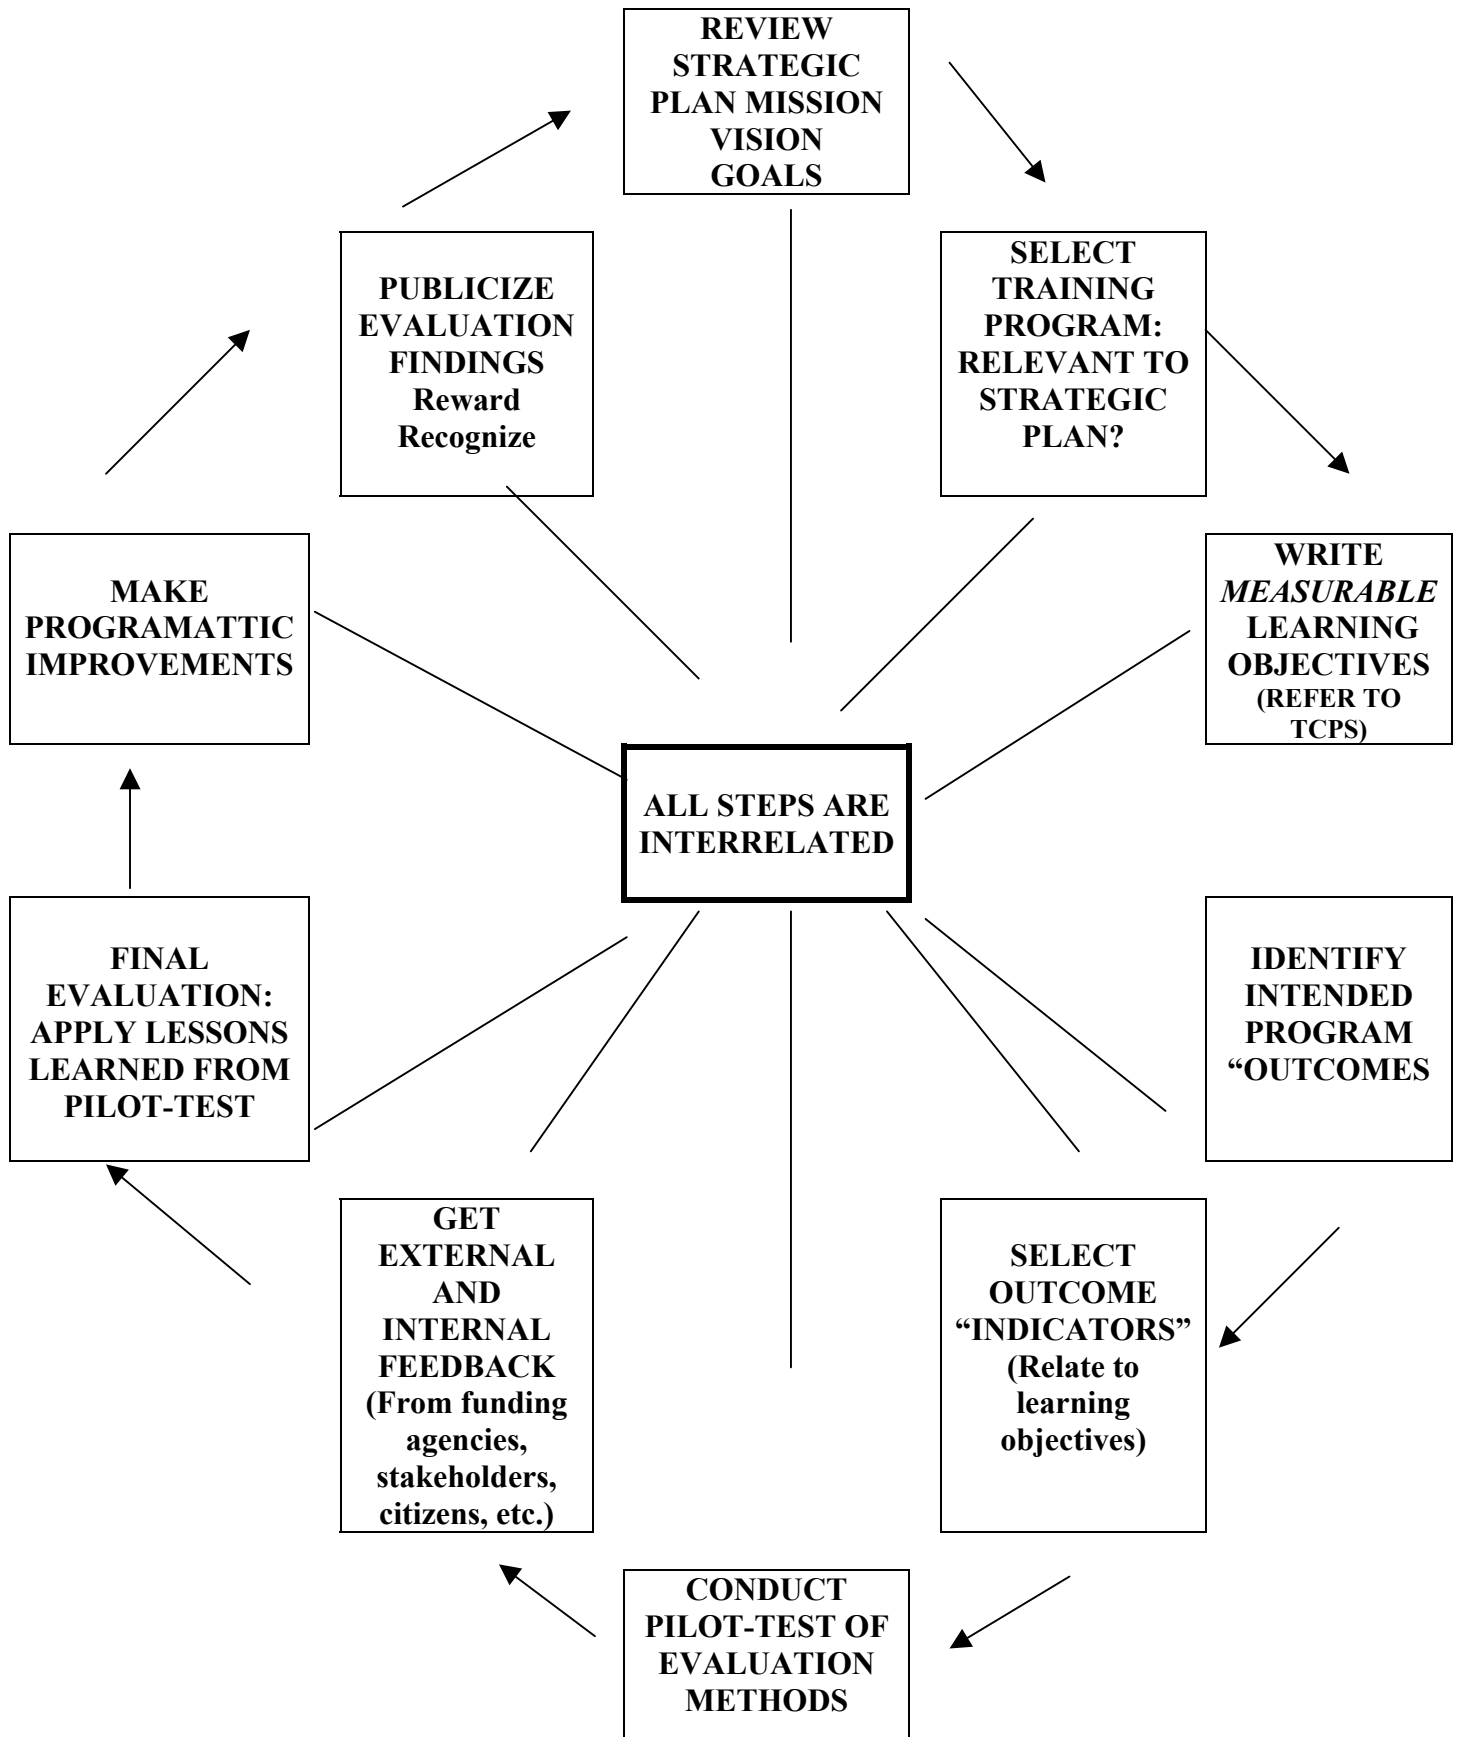 REVIEW
STRATEGIC
PLAN MISSION
VISION
GOALS
SELECT
TRAINING
PROGRAM:
RELEVANT TO
STRATEGIC
PLAN?
WRITE
MEASURABLE
LEARNING
OBJECTIVES
(REFER TO
TCPS)
IDENTIFY
INTENDED
PROGRAM
“OUTCOMES
SELECT
OUTCOME
“INDICATORS”
(Relate to
learning
objectives)
CONDUCT
PILOT-TEST OF
EVALUATION
METHODS
GET
EXTERNAL
AND
INTERNAL
FEEDBACK
(From funding
agencies,
stakeholders,
citizens, etc.)
FINAL
EVALUATION:
APPLY LESSONS
LEARNED FROM
PILOT-TEST
MAKE
PROGRAMATTIC
IMPROVEMENTS
PUBLICIZE
EVALUATION
FINDINGS
Reward
Recognize
ALL STEPS ARE
INTERRELATED